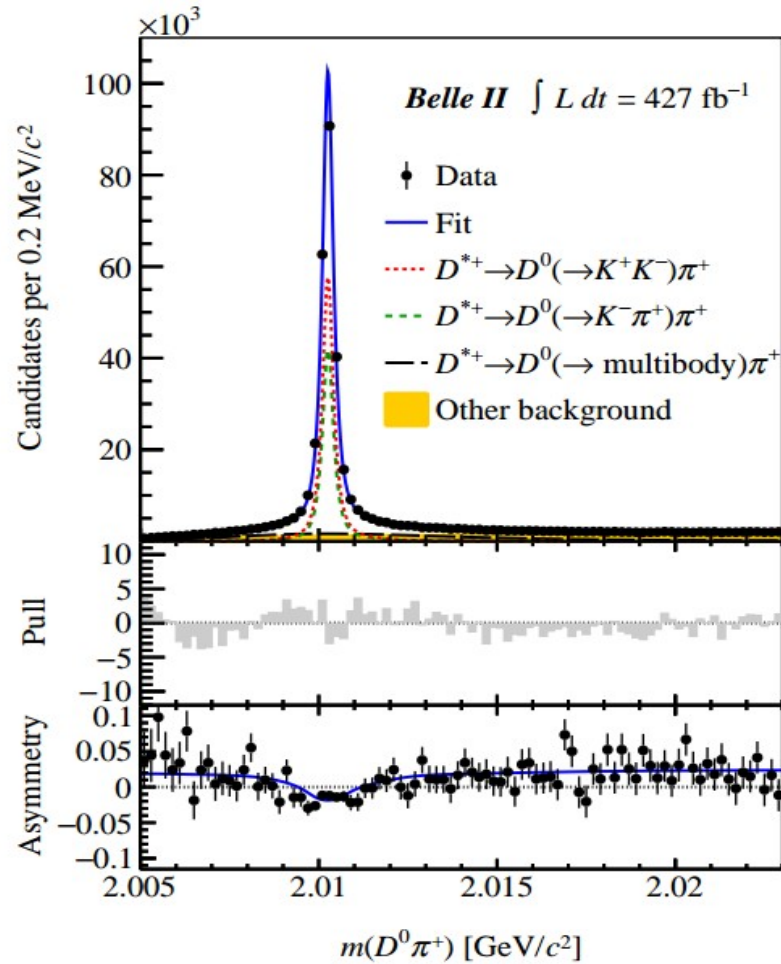 ×10³
Candidates per 0.2 MeV/c²
100
80
60
40
20
Belle II ∫ L dt = 427 fb⁻¹
Data
Fit
D*⁺→D⁰(→K⁺K⁻)π⁺
D*⁺→D⁰(→K⁻π⁺)π⁺
D*⁺→D⁰(→ multibody)π⁺
Other background
Pull
10
5
0
−5
−10
Asymmetry
0.1
0.05
0
−0.05
−0.1
2.005 2.01 2.015 2.02
m(D⁰π⁺) [GeV/c²]